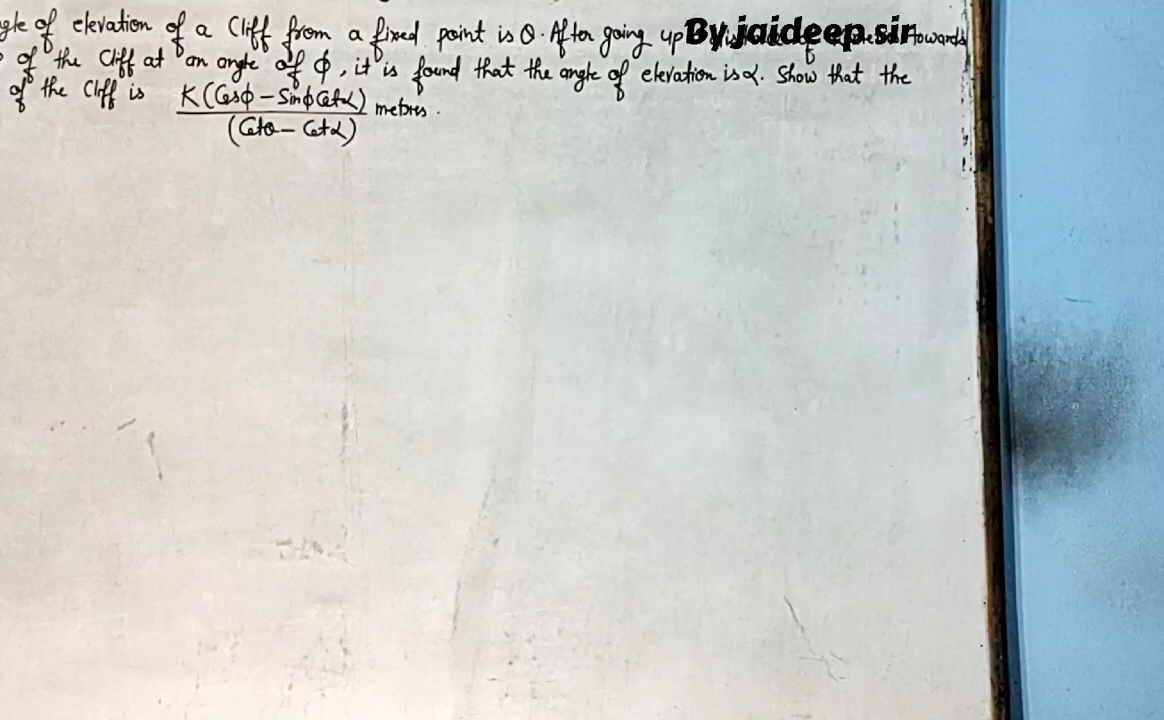 gle of elevation of a Cliff from a fixed point is θ. After going up towards
of the Cliff at an angle of ϕ, it is found that the angle of elevation is α. Show that the
of the Cliff is K(Cosϕ - SinϕCotα) / (Cotθ - Cotα) metres.
By jaideep sir